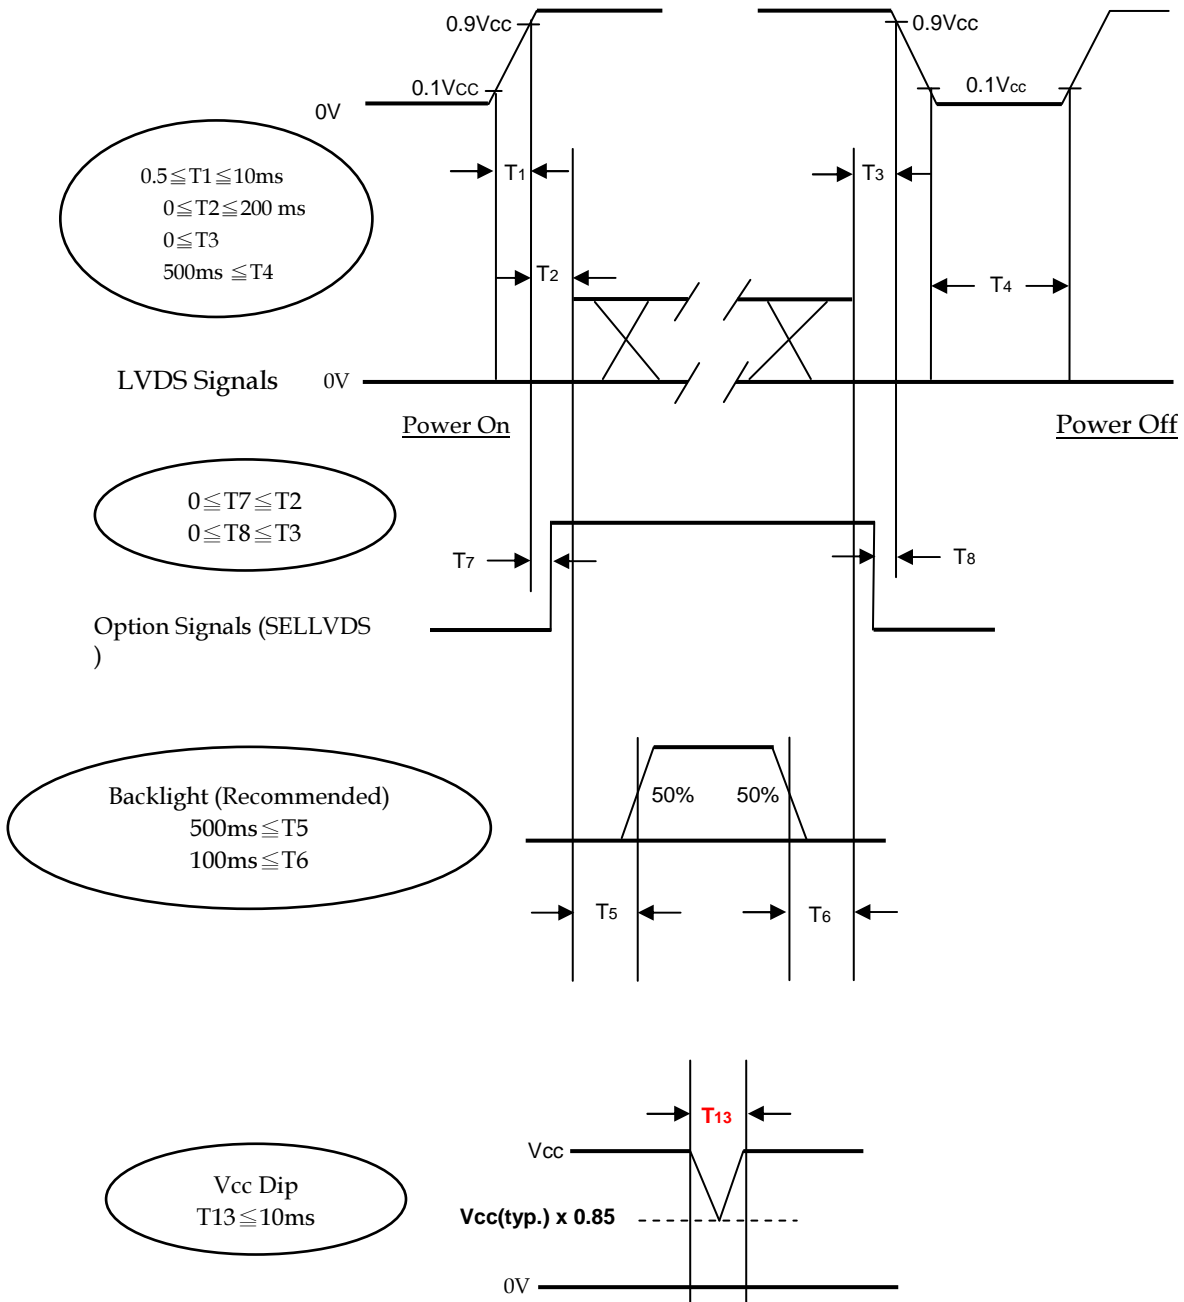 0.9Vcc
0.9Vcc
0.1Vcc
0.1Vcc
0V
0.5≦T1≦10ms
0≦T2≦200 ms
0≦T3
500ms ≦T4
T1
T3
T2
T4
LVDS Signals
0V
Power On
Power Off
0≦T7≦T2
0≦T8≦T3
T7
T8
Option Signals (SELLVDS
)
Backlight (Recommended)
500ms≦T5
100ms≦T6
50%
50%
T5
T6
T13
Vcc
Vcc Dip
T13≦10ms
Vcc(typ.) x 0.85
0V